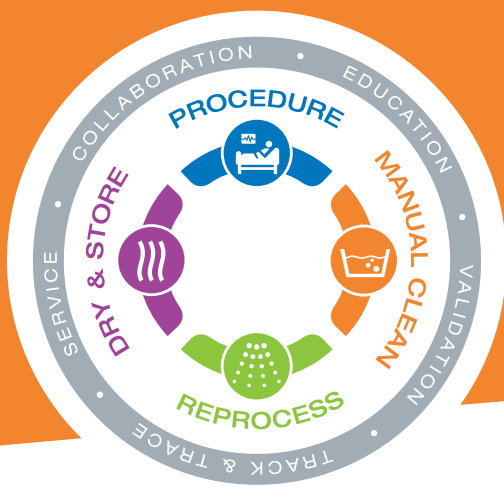 COLLABORATION • EDUCATION • VALIDATION • TRACK & TRACE • SERVICE •
PROCEDURE
MANUAL CLEAN
REPROCESS
DRY & STORE